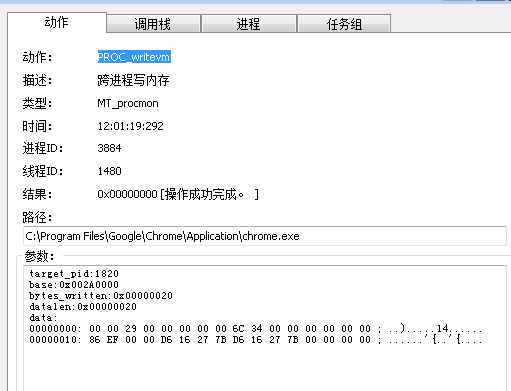 动作 调用栈 进程 任务组
动作： PROC_writevm
描述： 跨进程写内存
类型： MT_procmon
时间： 12:01:19:292
进程ID： 3884
线程ID： 1480
结果： 0x00000000 [操作成功完成。 ]
路径：
C:\Program Files\Google\Chrome\Application\chrome.exe
参数：
target_pid:1820
base:0x002A0000
bytes_written:0x00000020
datalen:0x00000020
data:
00000000: 00 00 29 00 00 00 00 00 6C 34 00 00 00 00 00 00 ; ..).....14......
00000010: 86 EF 00 00 D6 16 27 7B D6 16 27 7B 00 00 00 00 ; ......'{..'{....